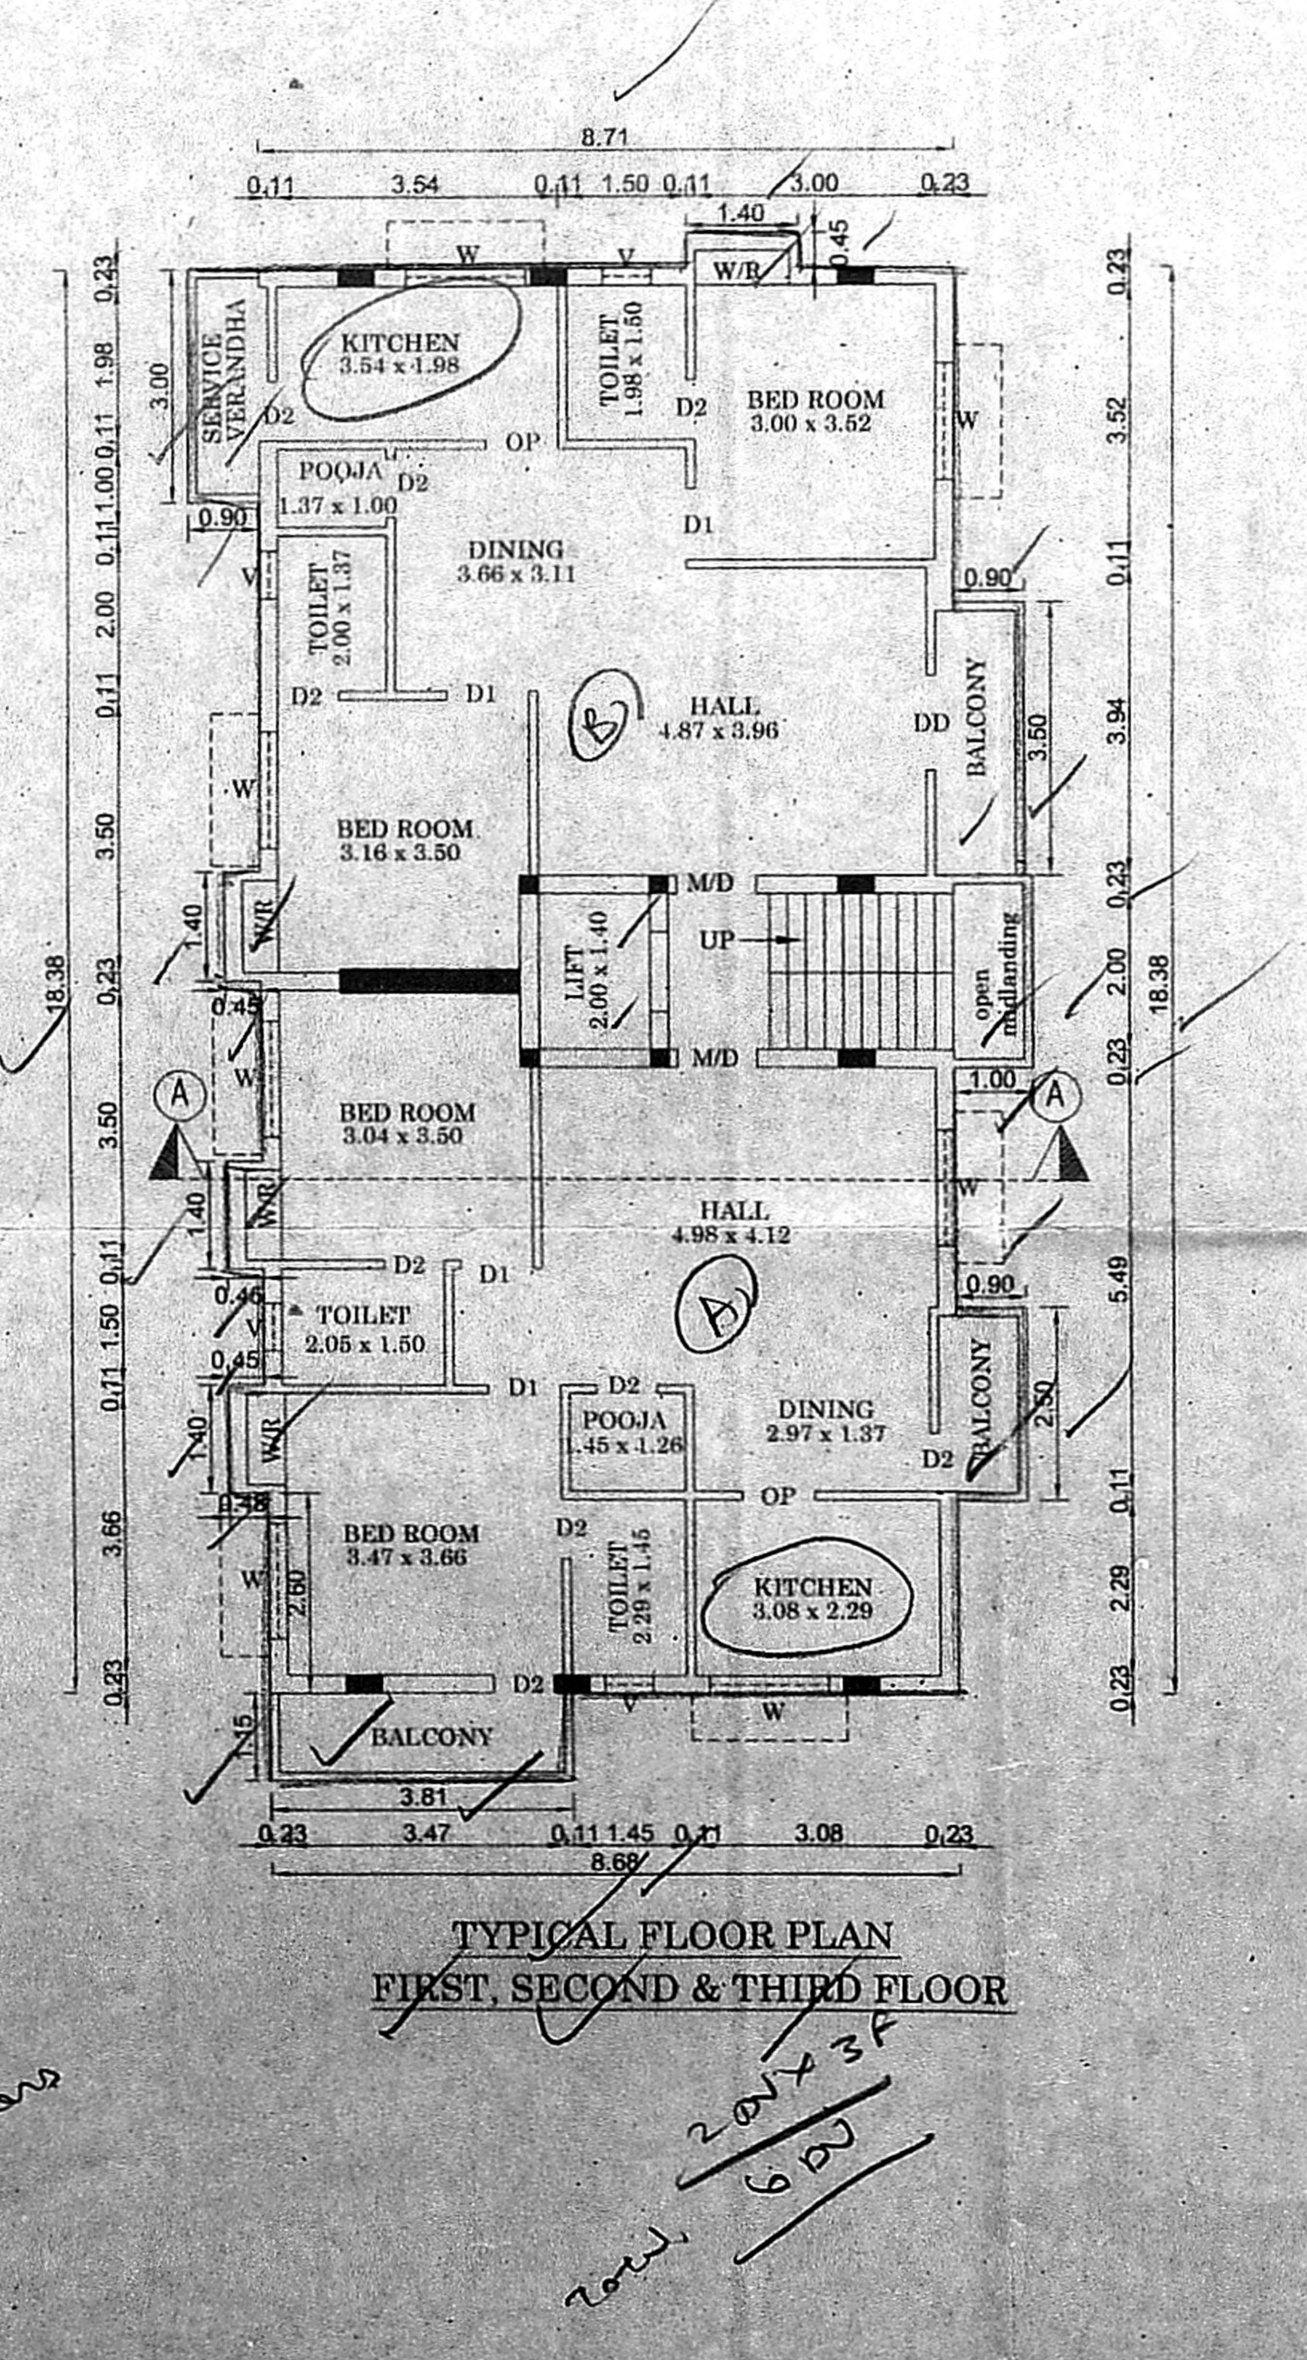 8.71
0.11 3.54 0.11 1.50 0.11 3.00 0.23
1.40
0.45
W V W/R
0.23 0.23
SERVICE
VERANDHA
3.00
1.98
KITCHEN
3.54 x 1.98
TOILET
1.98 x 1.50
BED ROOM
3.00 x 3.52
W
3.52
D2 D2
0.11
OP
POOJA
1.37 x 1.00
D2
1.00
D1
0.90
0.11
DINING
3.66 x 3.11
0.11
0.90
V
TOILET
2.00 x 1.37
2.00
D2 D1
0.11
B
HALL
4.87 x 3.96
DD
BALCONY
3.50
3.94
W
3.50
BED ROOM
3.16 x 3.50
M/D
0.23
1.40
W/R
LIFT
2.00 x 1.40
UP
open
midlanding
2.00
18.38 18.38
0.23
0.45
M/D
0.23
W
1.00
A A
BED ROOM
3.04 x 3.50
3.50
W
1.40
W/R
HALL
4.98 x 4.12
0.11
D2 D1
5.49
0.90
0.45
V
TOILET
2.05 x 1.50
1.50
A
0.45
0.11
D1 D2
1.40
W/R
POOJA
1.45 x 1.26
DINING
2.97 x 1.37
D2
BALCONY
2.50
OP
0.11
0.48
BED ROOM
3.47 x 3.66
3.66
D2
W
2.60
TOILET
2.29 x 1.45
KITCHEN
3.08 x 2.29
2.29
0.23
D2
V W
0.23
1.15
BALCONY
3.81
0.23 3.47 0.11 1.45 0.11 3.08 0.23
8.68
TYPICAL FLOOR PLAN
FIRST, SECOND & THIRD FLOOR
2 DU X 3 F
6 DU